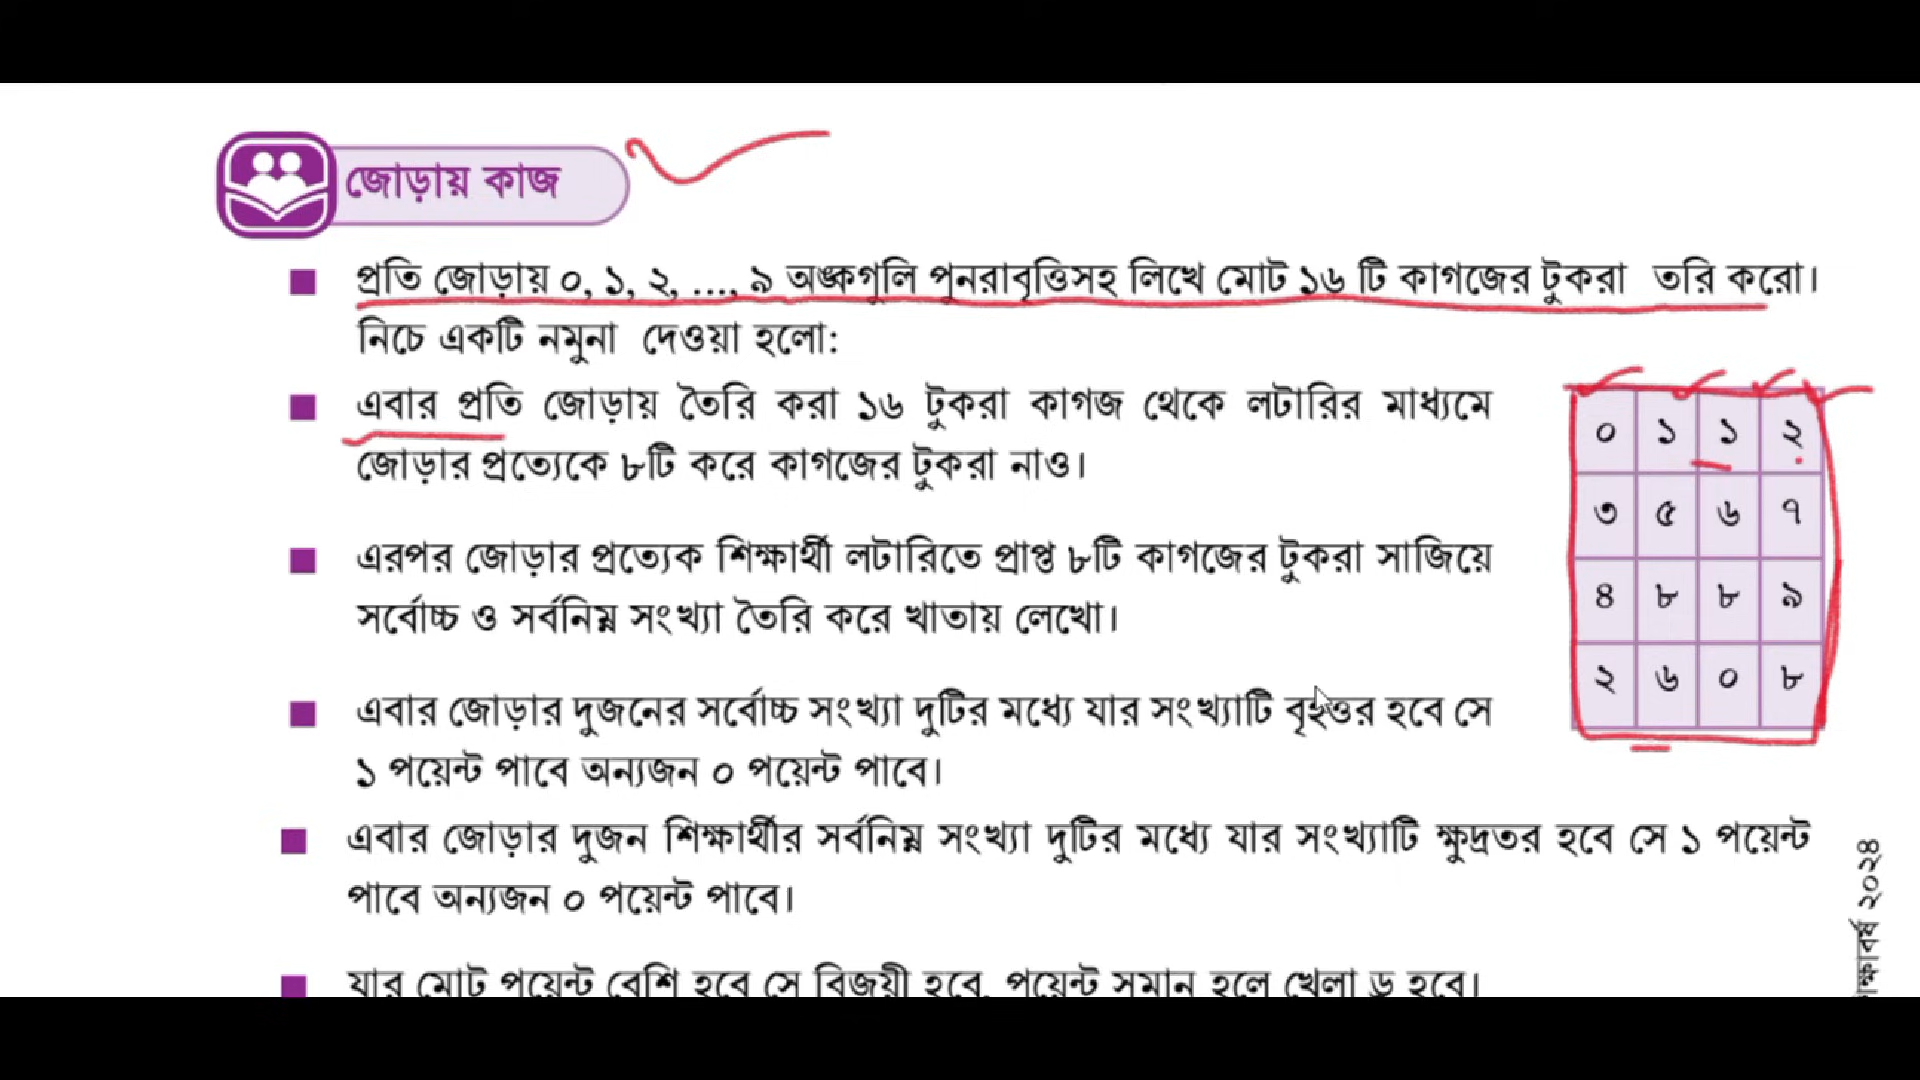 জোড়ায় কাজ
প্রতি জোড়ায় ০, ১, ২, ..., ৯ অঙ্কগুলি পুনরাবৃত্তিসহ লিখে মোট ১৬ টি কাগজের টুকরা তরি করো।
নিচে একটি নমুনা দেওয়া হলো:
এবার প্রতি জোড়ায় তৈরি করা ১৬ টুকরা কাগজ থেকে লটারির মাধ্যমে
জোড়ার প্রত্যেকে ৮টি করে কাগজের টুকরা নাও।
এরপর জোড়ার প্রত্যেক শিক্ষার্থী লটারিতে প্রাপ্ত ৮টি কাগজের টুকরা সাজিয়ে
সর্বোচ্চ ও সর্বনিম্ন সংখ্যা তৈরি করে খাতায় লেখো।
এবার জোড়ার দুজনের সর্বোচ্চ সংখ্যা দুটির মধ্যে যার সংখ্যাটি বৃহত্তর হবে সে
১ পয়েন্ট পাবে অন্যজন ০ পয়েন্ট পাবে।
এবার জোড়ার দুজন শিক্ষার্থীর সর্বনিম্ন সংখ্যা দুটির মধ্যে যার সংখ্যাটি ক্ষুদ্রতর হবে সে ১ পয়েন্ট
পাবে অন্যজন ০ পয়েন্ট পাবে।
যার মোট পয়েন্ট বেশি হবে সে বিজয়ী হবে, পয়েন্ট সমান হলে খেলা ড্র হবে।
০ ১ ১ ২
৩ ৫ ৬ ৭
৪ ৮ ৮ ৯
২ ৬ ০ ৮
২০২৪